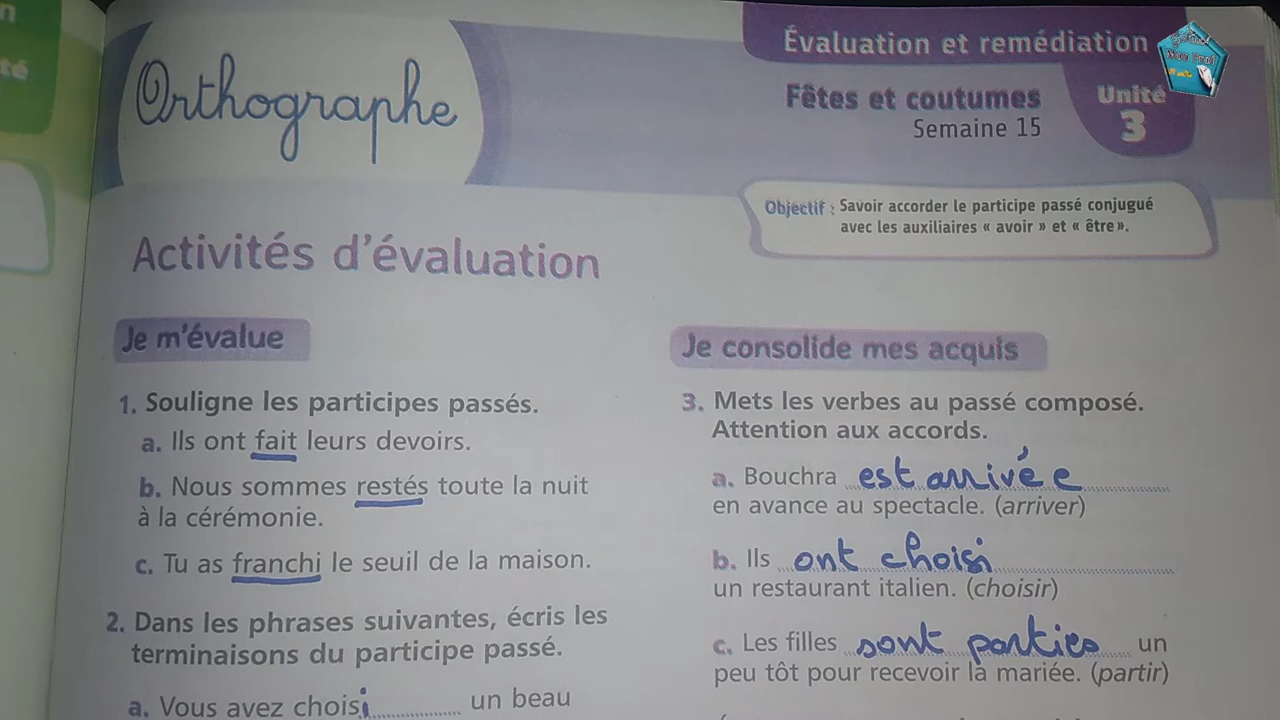 Orthographe
Évaluation et remédiation
Fêtes et coutumes
Semaine 15
Unité
3
Objectif : Savoir accorder le participe passé conjugué
avec les auxiliaires « avoir » et « être ».
Activités d'évaluation
Je m'évalue
1. Souligne les participes passés.
a. Ils ont fait leurs devoirs.
b. Nous sommes restés toute la nuit
à la cérémonie.
c. Tu as franchi le seuil de la maison.
2. Dans les phrases suivantes, écris les
terminaisons du participe passé.
a. Vous avez choisi un beau
Je consolide mes acquis
3. Mets les verbes au passé composé.
Attention aux accords.
a. Bouchra est arrivée
en avance au spectacle. (arriver)
b. Ils ont choisi
un restaurant italien. (choisir)
c. Les filles sont parties un
peu tôt pour recevoir la mariée. (partir)